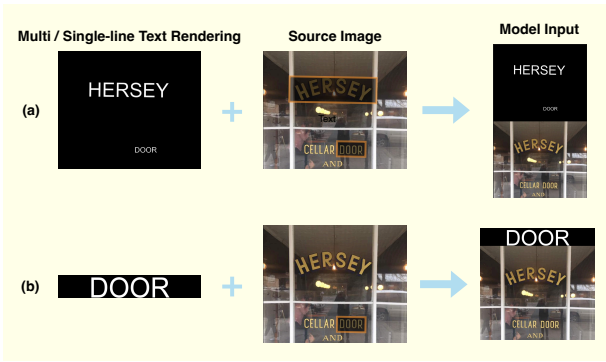 Multi / Single-line Text Rendering
Source Image
Model Input
(a)
HERSEY
DOOR
HERSEY
Text
CELLAR DOOR
AND
HERSEY
DOOR
HERSEY
CELLAR DOOR
AND
(b)
DOOR
HERSEY
CELLAR DOOR
AND
DOOR
HERSEY
CELLAR DOOR
AND